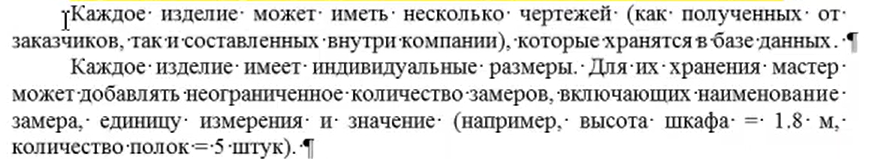 Каждое изделие может иметь несколько чертежей (как полученных от
заказчиков, так и составленных внутри компании), которые хранятся в базе данных. ¶
Каждое изделие имеет индивидуальные размеры. Для их хранения мастер
может добавлять неограниченное количество замеров, включающих наименование
замера, единицу измерения и значение (например, высота шкафа = 1.8 м,
количество полок = 5 штук). ¶